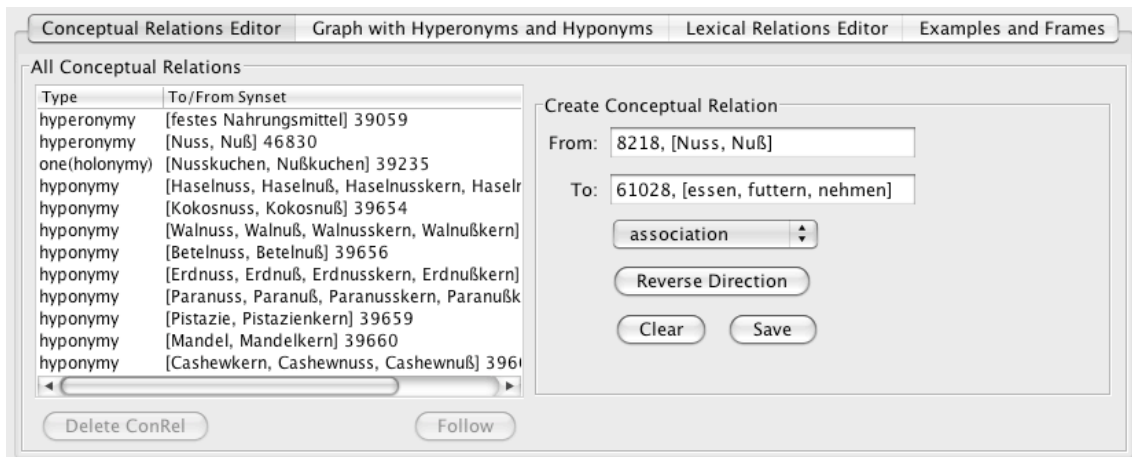 Conceptual Relations Editor Graph with Hyperonyms and Hyponyms Lexical Relations Editor Examples and Frames
All Conceptual Relations
Type To/From Synset
hyperonymy [festes Nahrungsmittel] 39059
hyperonymy [Nuss, Nuß] 46830
one(holonymy) [Nusskuchen, Nußkuchen] 39235
hyponymy [Haselnuss, Haselnuß, Haselnusskern, Haseln
hyponymy [Kokosnuss, Kokosnuß] 39654
hyponymy [Walnuss, Walnuß, Walnusskern, Walnußkern]
hyponymy [Betelnuss, Betelnuß] 39656
hyponymy [Erdnuss, Erdnuß, Erdnusskern, Erdnußkern]
hyponymy [Paranuss, Paranuß, Paranusskern, Paranußk
hyponymy [Pistazie, Pistazienkern] 39659
hyponymy [Mandel, Mandelkern] 39660
hyponymy [Cashewkern, Cashewnuss, Cashewnuß] 396
Delete ConRel Follow
Create Conceptual Relation
From: 8218, [Nuss, Nuß]
To: 61028, [essen, futtern, nehmen]
association
Reverse Direction
Clear Save